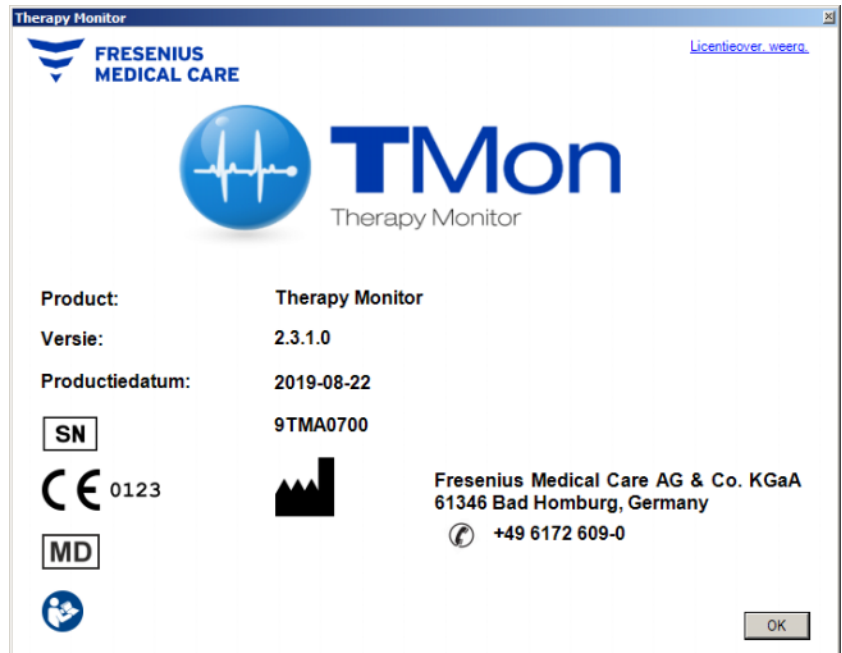 Therapy Monitor
FRESENIUS
MEDICAL CARE
Licentieover. weerg.
TMon
Therapy Monitor
Product: Therapy Monitor
Versie: 2.3.1.0
Productiedatum: 2019-08-22
SN 9TMA0700
CE 0123
Fresenius Medical Care AG & Co. KGaA
61346 Bad Homburg, Germany
+49 6172 609-0
MD
OK